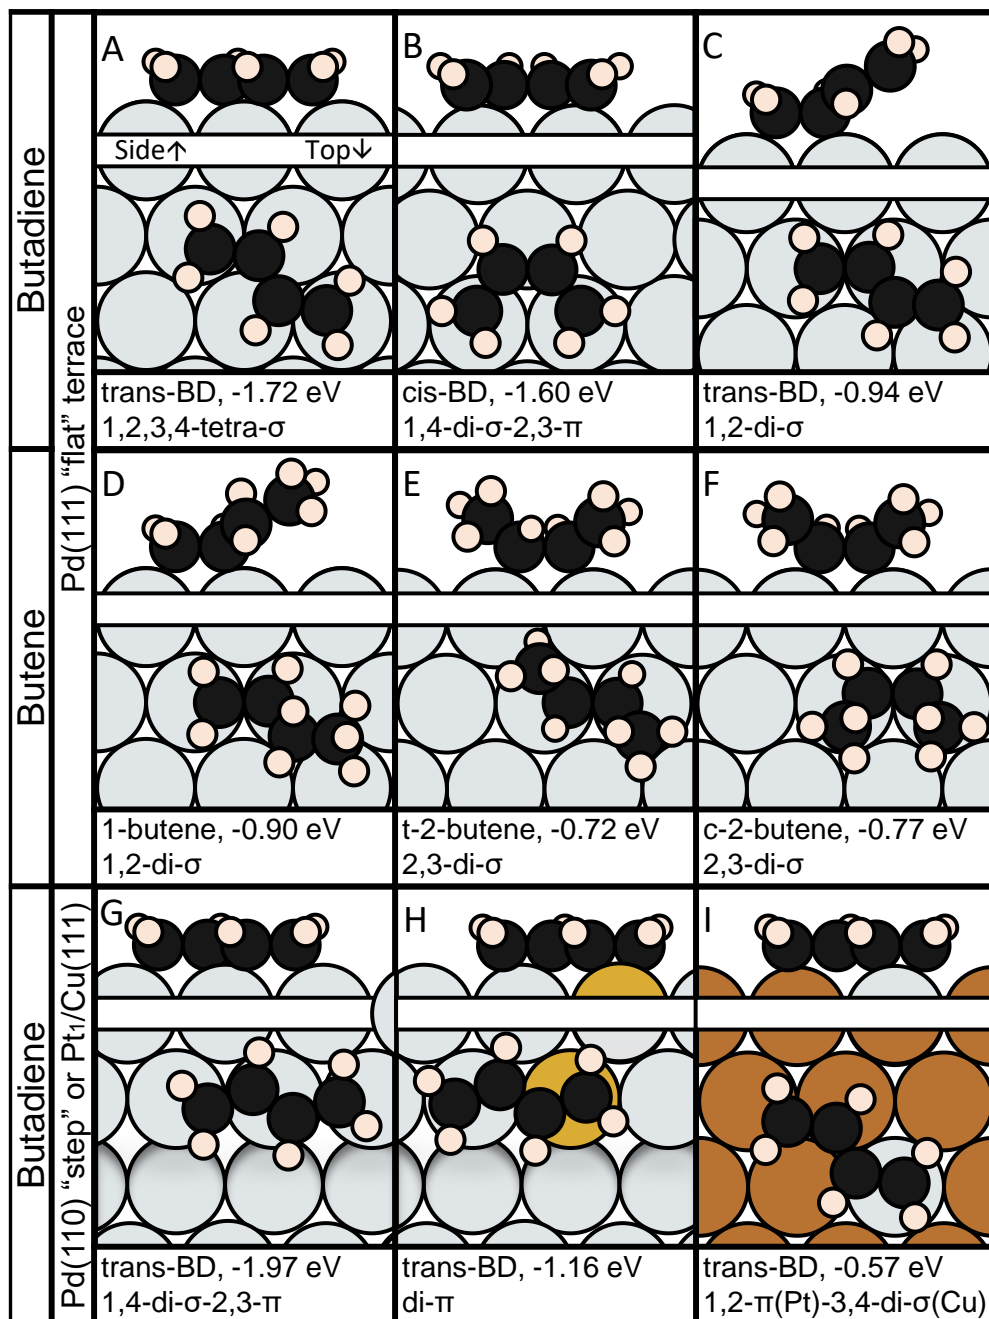 Butadiene
Butene
Butadiene
Pd(111) “flat” terrace
Pd(110) “step” or Pt₁/Cu(111)
A
Side↑
Top↓
trans-BD, -1.72 eV
1,2,3,4-tetra-σ
B
cis-BD, -1.60 eV
1,4-di-σ-2,3-π
C
trans-BD, -0.94 eV
1,2-di-σ
D
1-butene, -0.90 eV
1,2-di-σ
E
t-2-butene, -0.72 eV
2,3-di-σ
F
c-2-butene, -0.77 eV
2,3-di-σ
G
trans-BD, -1.97 eV
1,4-di-σ-2,3-π
H
trans-BD, -1.16 eV
di-π
I
trans-BD, -0.57 eV
1,2-π(Pt)-3,4-di-σ(Cu)